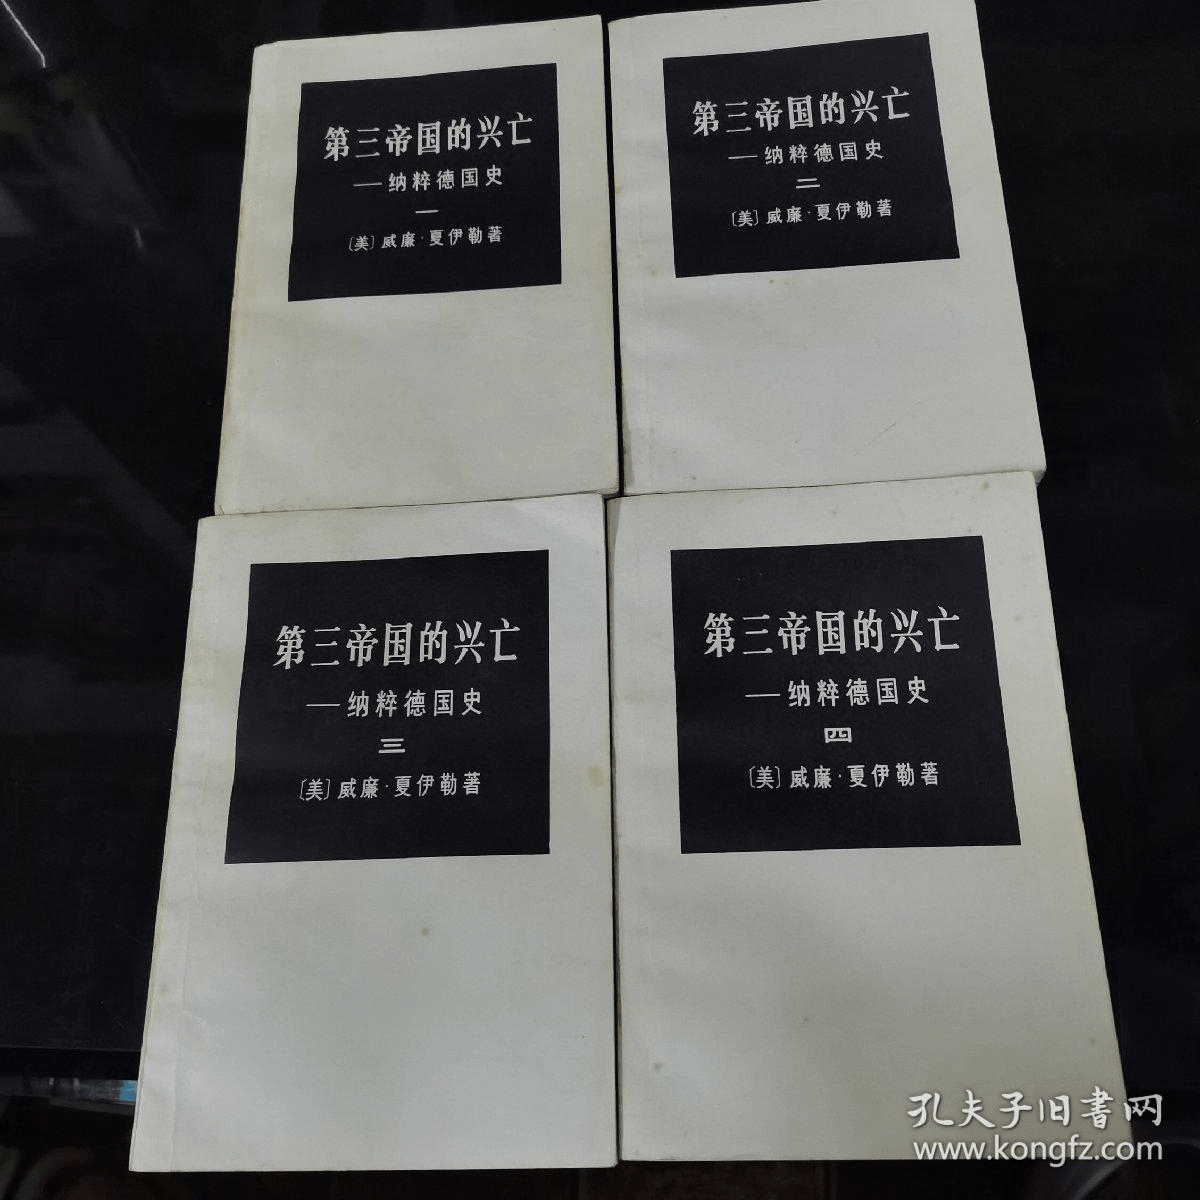 第三帝国的兴亡
——纳粹德国史
一
〔美〕威廉·夏伊勒著
第三帝国的兴亡
——纳粹德国史
二
〔美〕威廉·夏伊勒著
第三帝国的兴亡
——纳粹德国史
三
〔美〕威廉·夏伊勒著
第三帝国的兴亡
——纳粹德国史
四
〔美〕威廉·夏伊勒著
孔夫子旧書网
www.kongfz.com